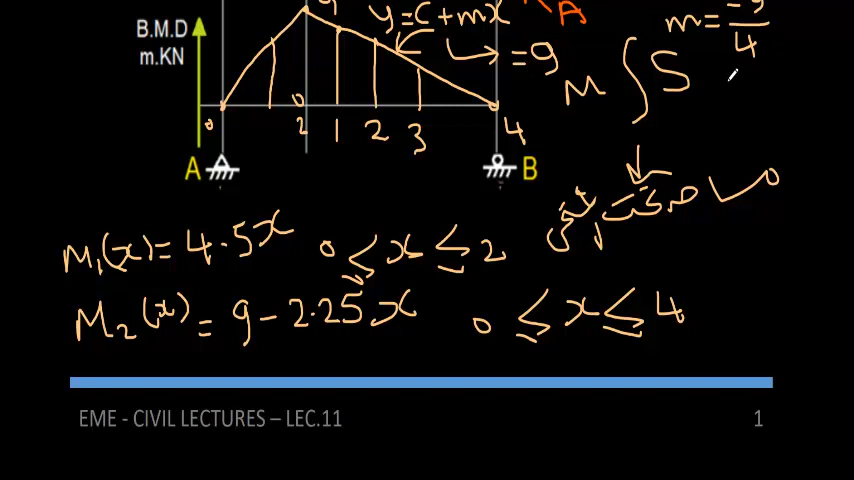 y = C + mx
A
m = -9/4
B.M.D
m.KN
= 9
M ∫ S
0
0
2 1 2 3 4
A
B
M₁(x) = 4.5x 0 ≤ x ≤ 2
M₂(x) = 9 - 2.25x 0 ≤ x ≤ 4
EME - CIVIL LECTURES – LEC.11
1